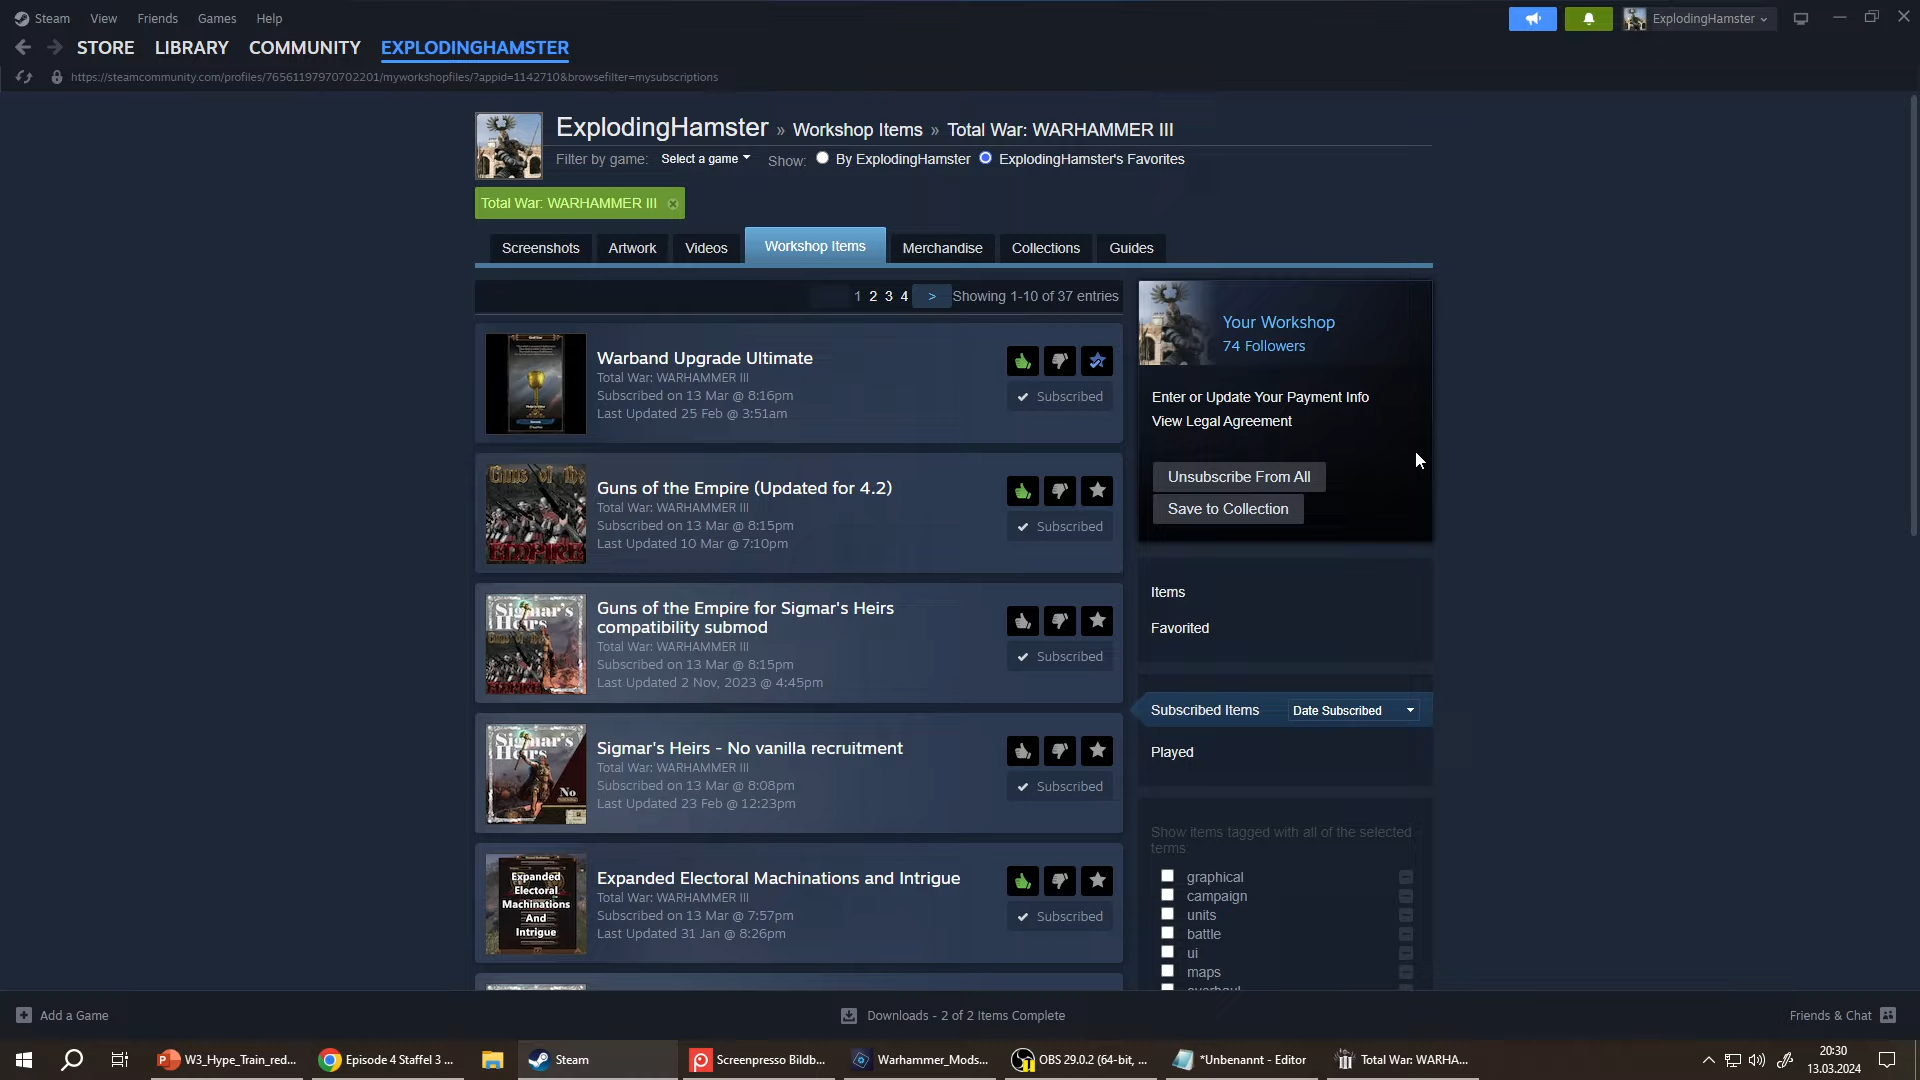 Steam View Friends Games Help ExplodingHamster
STORE LIBRARY COMMUNITY EXPLODINGHAMSTER
https://steamcommunity.com/profiles/76561197970702201/myworkshopfiles/?appid=1142710&browsefilter=mysubscriptions
ExplodingHamster » Workshop Items » Total War: WARHAMMER III
Filter by game: Select a game Show: By ExplodingHamster ExplodingHamster's Favorites
Total War: WARHAMMER III
Screenshots Artwork Videos Workshop Items Merchandise Collections Guides
1 2 3 4 > Showing 1-10 of 37 entries
Warband Upgrade Ultimate
Total War: WARHAMMER III
Subscribed on 13 Mar @ 8:16pm
Last Updated 25 Feb @ 3:51am
Subscribed
Guns of the
EMPIRE
Guns of the Empire (Updated for 4.2)
Total War: WARHAMMER III
Subscribed on 13 Mar @ 8:15pm
Last Updated 10 Mar @ 7:10pm
Subscribed
Sigmar's
Heirs
Guns of the Empire for Sigmar's Heirs
compatibility submod
Total War: WARHAMMER III
Subscribed on 13 Mar @ 8:15pm
Last Updated 2 Nov, 2023 @ 4:45pm
Subscribed
Sigmar's
Heirs
No
Sigmar's Heirs - No vanilla recruitment
Total War: WARHAMMER III
Subscribed on 13 Mar @ 8:08pm
Last Updated 23 Feb @ 12:23pm
Subscribed
Expanded
Electoral
Machinations
And
Intrigue
Expanded Electoral Machinations and Intrigue
Total War: WARHAMMER III
Subscribed on 13 Mar @ 7:57pm
Last Updated 31 Jan @ 8:26pm
Subscribed
Your Workshop
74 Followers
Enter or Update Your Payment Info
View Legal Agreement
Unsubscribe From All
Save to Collection
Items
Favorited
Subscribed Items Date Subscribed
Played
Show items tagged with all of the selected
terms:
graphical
campaign
units
battle
ui
maps
overhaul
Add a Game Downloads - 2 of 2 Items Complete Friends & Chat
W3_Hype_Train_red... Episode 4 Staffel 3 ... Steam Screenpresso Bildb... Warhammer_Mods... OBS 29.0.2 (64-bit, ... *Unbenannt - Editor Total War: WARHA... 20:30
13.03.2024